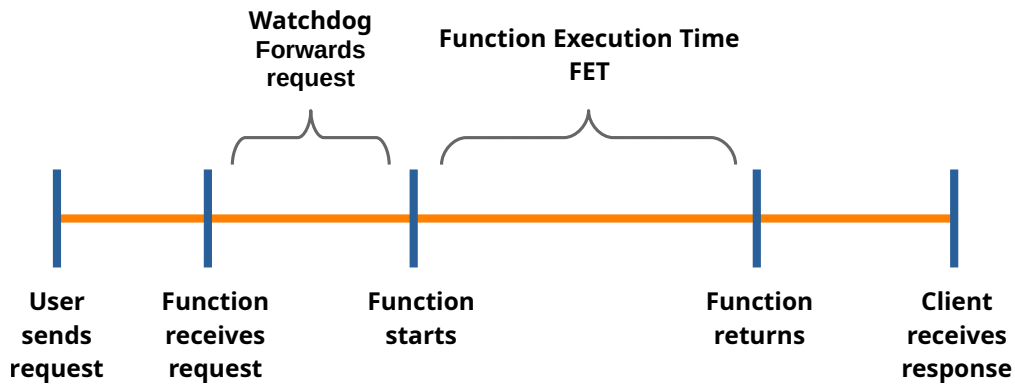 Watchdog
Forwards
request
Function Execution Time
FET
User
sends
request
Function
receives
request
Function
starts
Function
returns
Client
receives
response